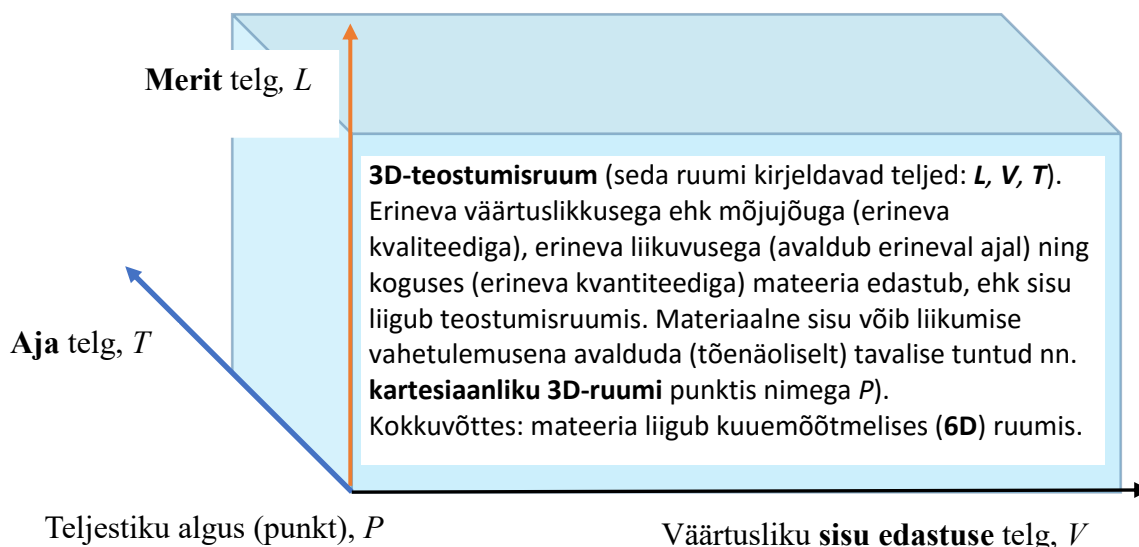 Merit telg, L
3D-teostumisruum (seda ruumi kirjeldavad teljed: L, V, T).
Erineva väärtuslikkusega ehk mõjujõuga (erineva
kvaliteediga), erineva liikuvusega (avaldub erineval ajal) ning
koguses (erineva kvantiteediga) mateeria edastub, ehk sisu
liigub teostumisruumis. Materiaalne sisu võib liikumise
vahetulemusena avalduda (tõenäoliselt) tavalise tuntud nn.
kartesiaanliku 3D-ruumi punktis nimega P).
Kokkuvõttes: mateeria liigub kuuemõõtmelises (6D) ruumis.
Aja telg, T
Teljestiku algus (punkt), P
Väärtusliku sisu edastuse telg, V